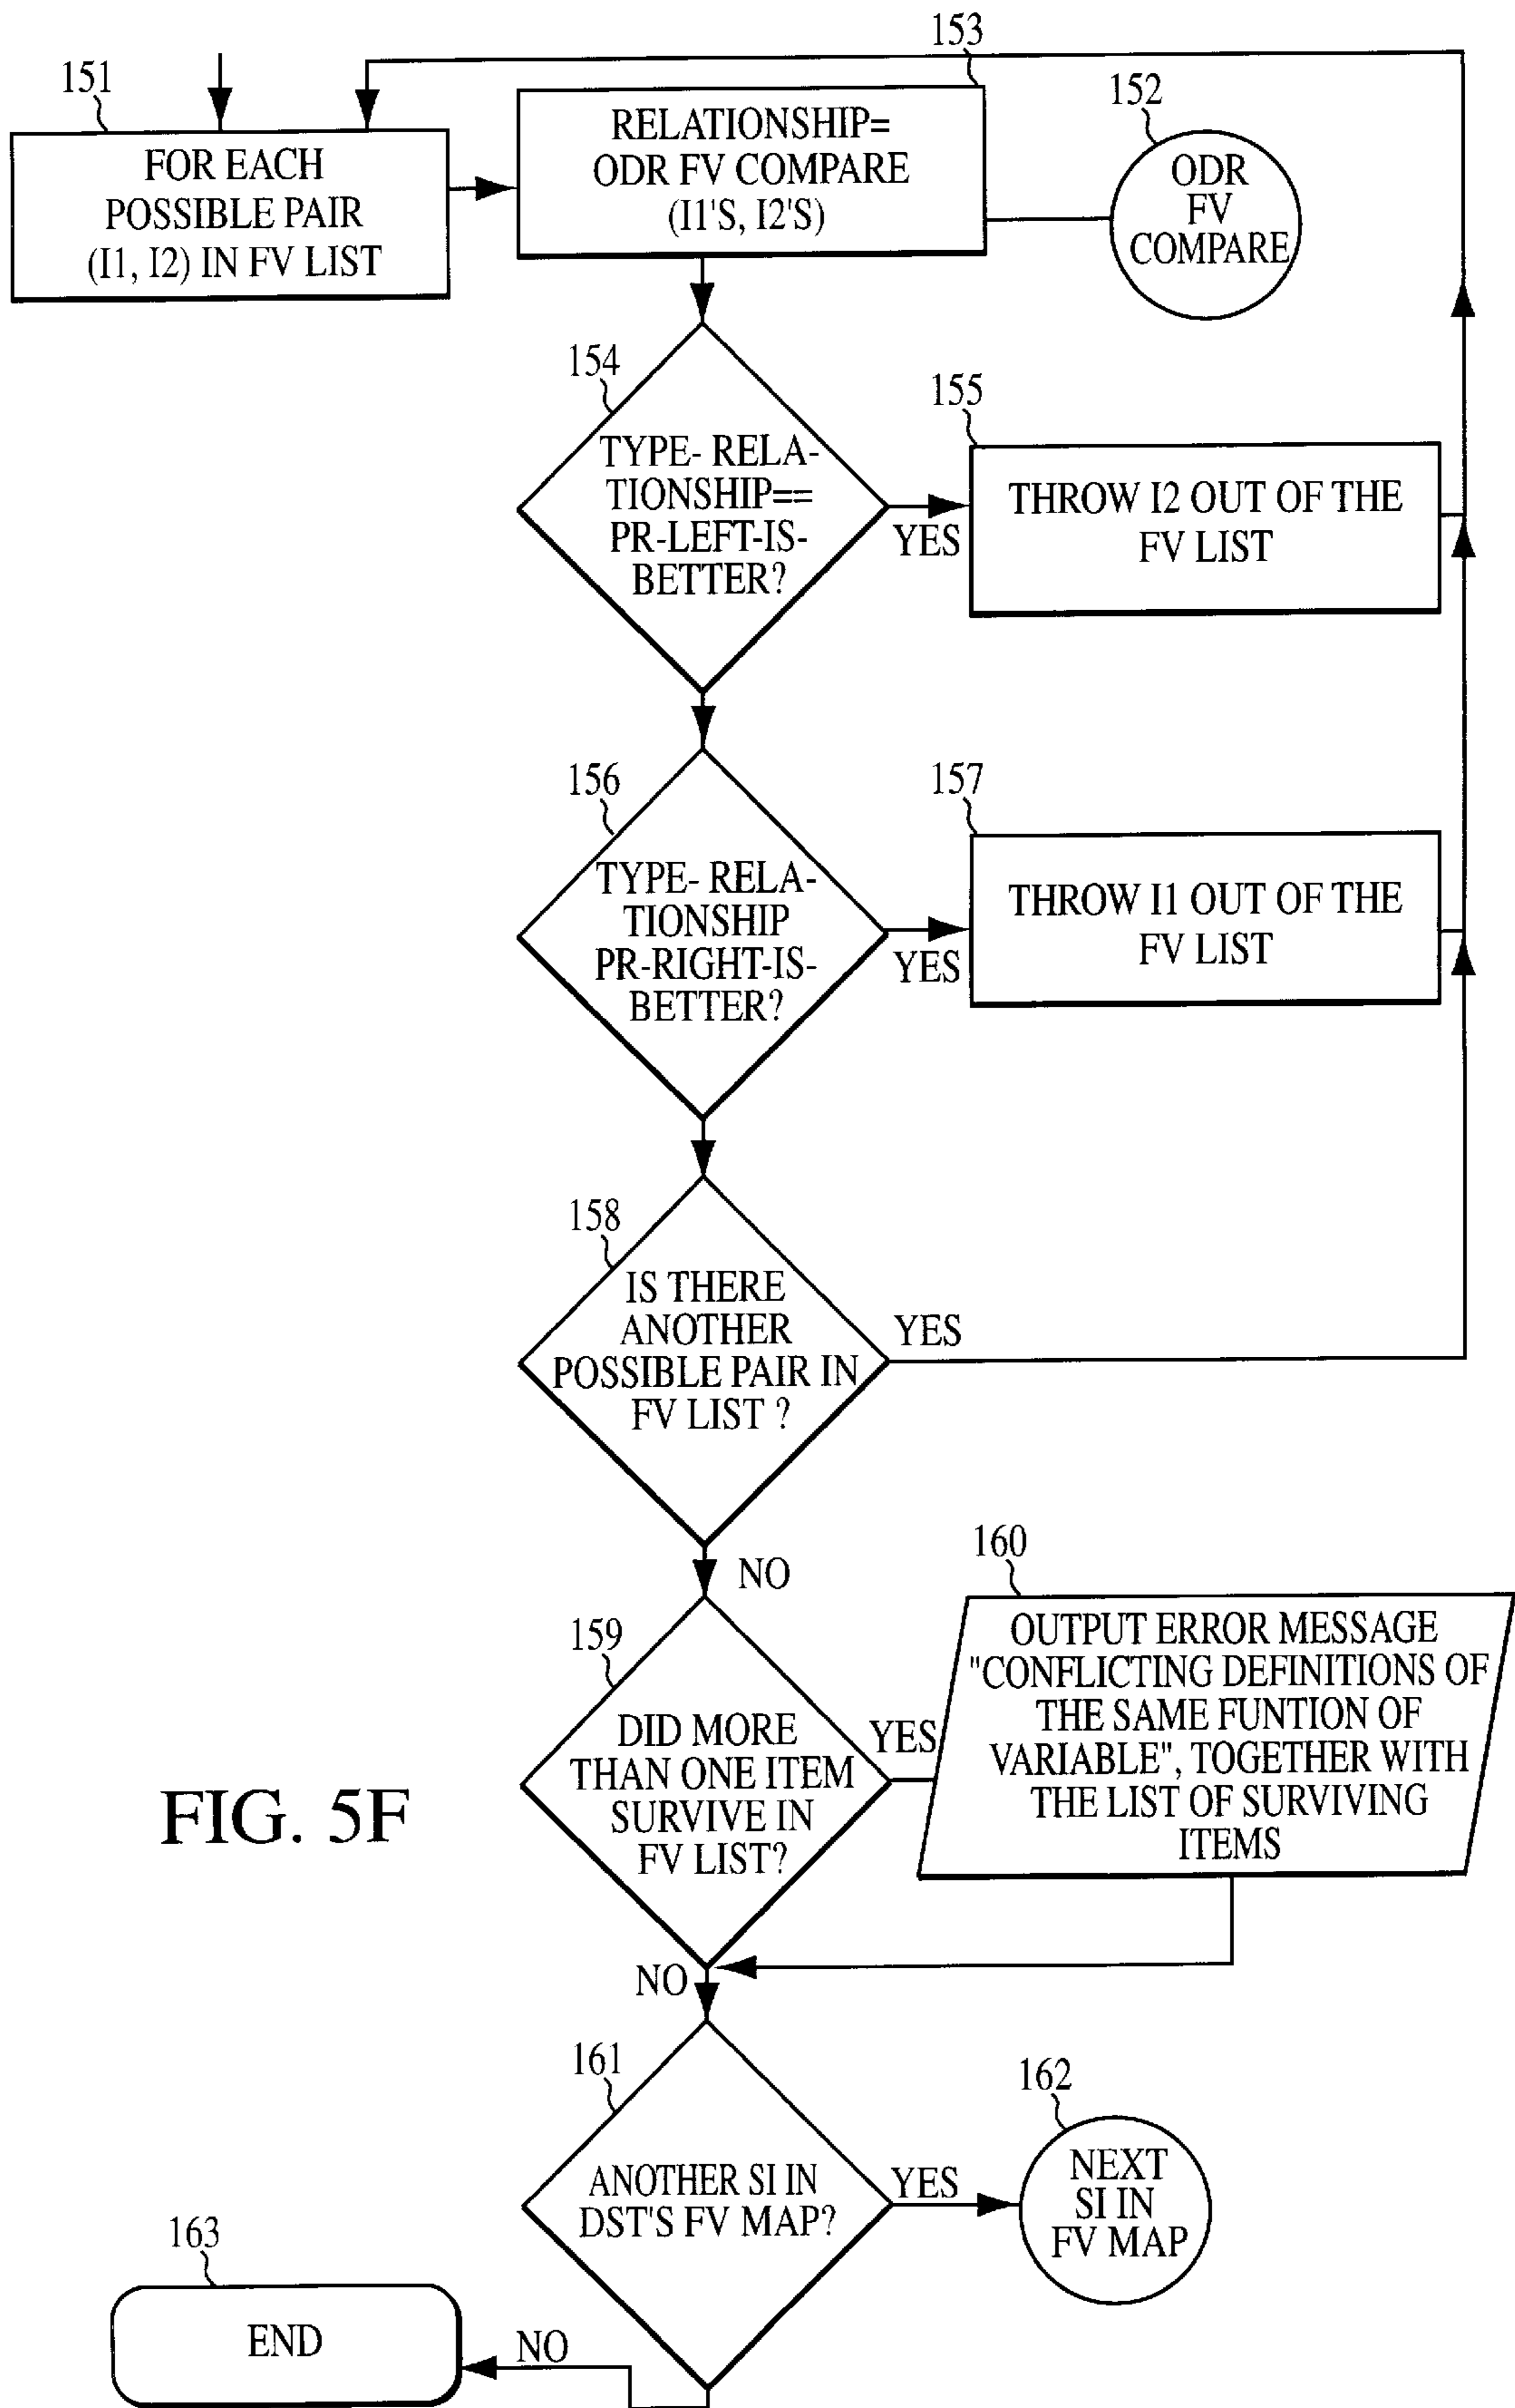 151
FOR EACH
POSSIBLE PAIR
(I1, I2) IN FV LIST
153
RELATIONSHIP=
ODR FV COMPARE
(I1'S, I2'S)
152
ODR
FV
COMPARE
154
TYPE- RELA-
TIONSHIP==
PR-LEFT-IS-
BETTER?
YES
155
THROW I2 OUT OF THE
FV LIST
156
TYPE- RELA-
TIONSHIP
PR-RIGHT-IS-
BETTER?
YES
157
THROW I1 OUT OF THE
FV LIST
158
IS THERE
ANOTHER
POSSIBLE PAIR IN
FV LIST ?
YES
NO
159
DID MORE
THAN ONE ITEM
SURVIVE IN
FV LIST?
YES
160
OUTPUT ERROR MESSAGE
"CONFLICTING DEFINITIONS OF
THE SAME FUNTION OF
VARIABLE", TOGETHER WITH
THE LIST OF SURVIVING
ITEMS
FIG. 5F
NO
161
ANOTHER SI IN
DST'S FV MAP?
YES
162
NEXT
SI IN
FV MAP
163
END
NO